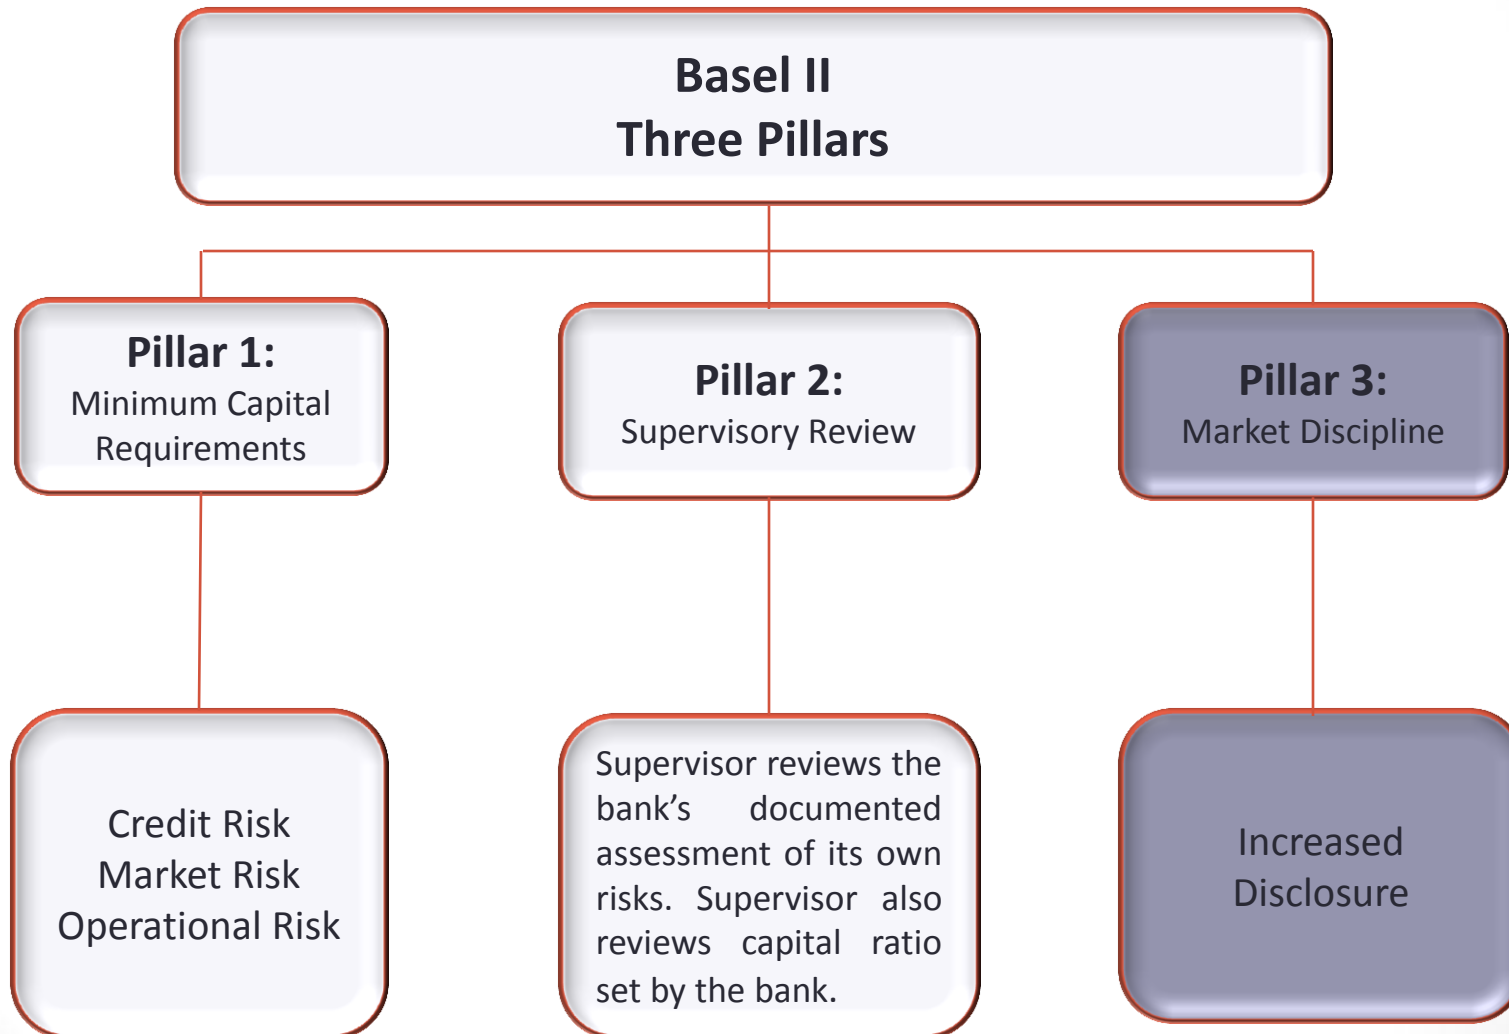 Basel II
Three Pillars
Pillar 1:
Minimum Capital
Requirements
Pillar 2:
Supervisory Review
Pillar 3:
Market Discipline
Credit Risk
Market Risk
Operational Risk
Supervisor reviews the
bank’s documented
assessment of its own
risks. Supervisor also
reviews capital ratio
set by the bank.
Increased
Disclosure